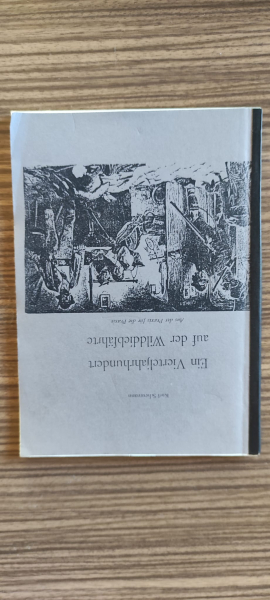 Ein Vierteljahrhundert
auf der Wilddiebfährte
Aus der Praxis für die Praxis